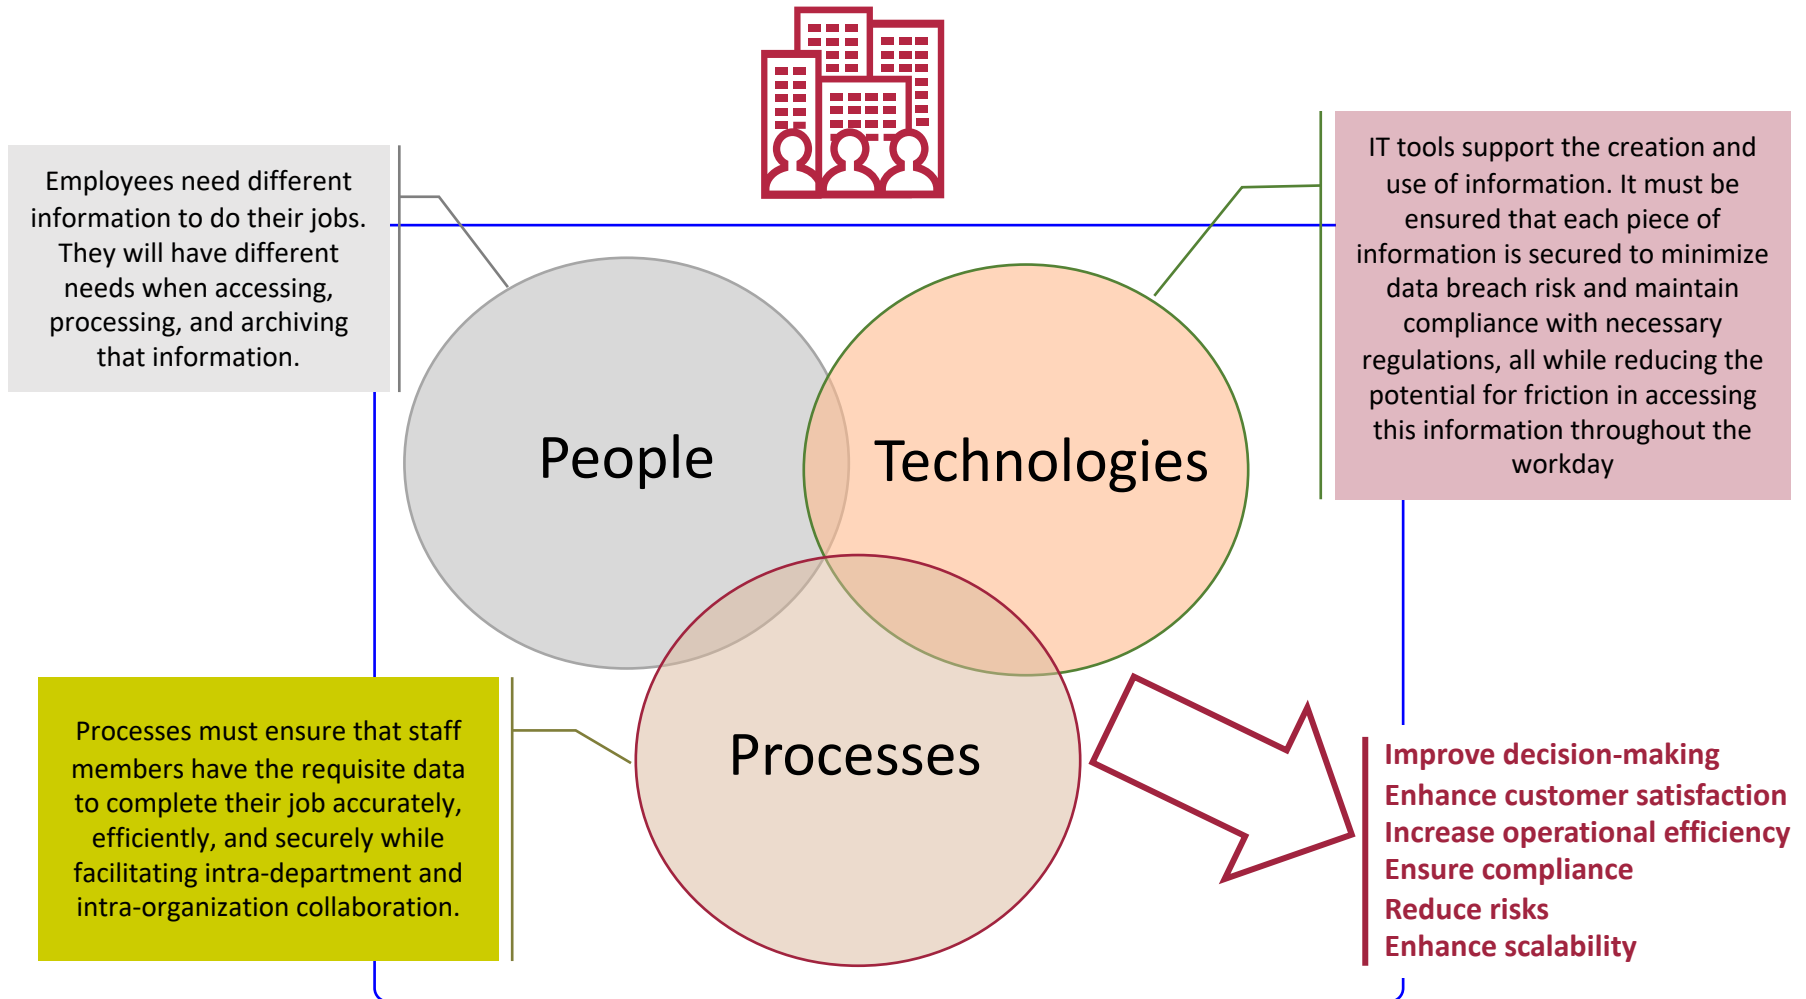 Employees need different
information to do their jobs.
They will have different
needs when accessing,
processing, and archiving
that information.
IT tools support the creation and
use of information. It must be
ensured that each piece of
information is secured to minimize
data breach risk and maintain
compliance with necessary
regulations, all while reducing the
potential for friction in accessing
this information throughout the
workday
People
Technologies
Processes
Processes must ensure that staff
members have the requisite data
to complete their job accurately,
efficiently, and securely while
facilitating intra-department and
intra-organization collaboration.
Improve decision-making
Enhance customer satisfaction
Increase operational efficiency
Ensure compliance
Reduce risks
Enhance scalability